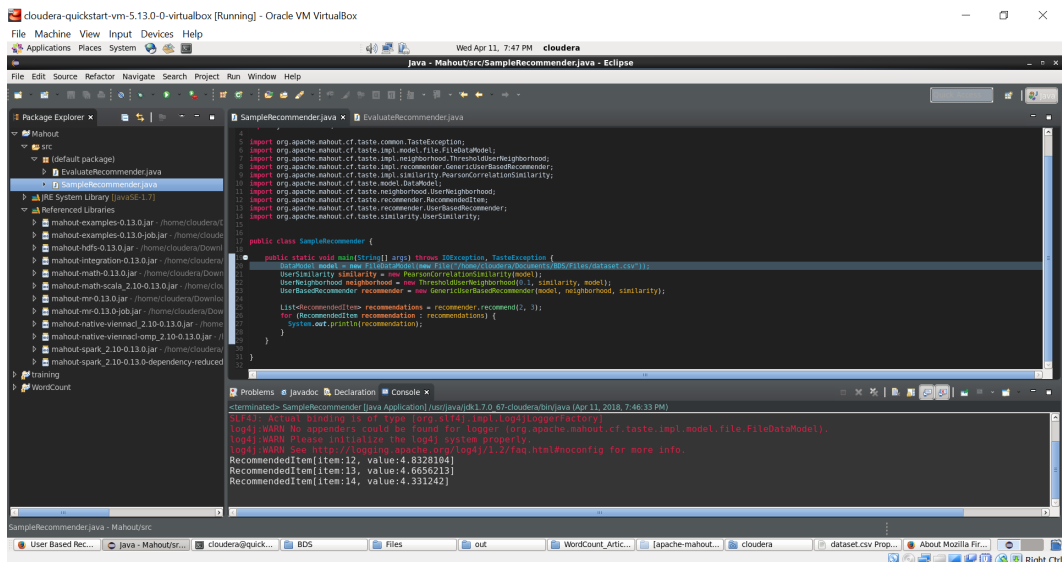 cloudera-quickstart-vm-5.13.0-0-virtualbox [Running] - Oracle VM VirtualBox
File Machine View Input Devices Help
Applications Places System Wed Apr 11, 7:47 PM cloudera
Java - Mahout/src/SampleRecommender.java - Eclipse
File Edit Source Refactor Navigate Search Project Run Window Help
Package Explorer
Mahout
src
(default package)
EvaluateRecommender.java
SampleRecommender.java
JRE System Library [JavaSE-1.7]
Referenced Libraries
mahout-examples-0.13.0.jar - /home/cloudera/
mahout-examples-0.13.0-job.jar - /home/cloude
mahout-hdfs-0.13.0.jar - /home/cloudera/Downl
mahout-integration-0.13.0.jar - /home/cloudera
mahout-math-0.13.0.jar - /home/cloudera/Down
mahout-math-scala_2.10-0.13.0.jar - /home/clo
mahout-mr-0.13.0.jar - /home/cloudera/Downloa
mahout-mr-0.13.0-job.jar - /home/cloudera/Dow
mahout-native-viennacl_2.10-0.13.0.jar - /home
mahout-native-viennacl-omp_2.10-0.13.0.jar - /
mahout-spark_2.10-0.13.0.jar - /home/cloudera/
mahout-spark_2.10-0.13.0-dependency-reduced
training
WordCount
SampleRecommender.java EvaluateRecommender.java
4
5 import org.apache.mahout.cf.taste.common.TasteException;
6 import org.apache.mahout.cf.taste.impl.model.file.FileDataModel;
7 import org.apache.mahout.cf.taste.impl.neighborhood.ThresholdUserNeighborhood;
8 import org.apache.mahout.cf.taste.impl.recommender.GenericUserBasedRecommender;
9 import org.apache.mahout.cf.taste.impl.similarity.PearsonCorrelationSimilarity;
10 import org.apache.mahout.cf.taste.model.DataModel;
11 import org.apache.mahout.cf.taste.neighborhood.UserNeighborhood;
12 import org.apache.mahout.cf.taste.recommender.RecommendedItem;
13 import org.apache.mahout.cf.taste.recommender.UserBasedRecommender;
14 import org.apache.mahout.cf.taste.similarity.UserSimilarity;
15
16
17 public class SampleRecommender {
18
19 public static void main(String[] args) throws IOException, TasteException {
20 DataModel model = new FileDataModel(new File("/home/cloudera/Documents/BDS/Files/dataset.csv"));
21 UserSimilarity similarity = new PearsonCorrelationSimilarity(model);
22 UserNeighborhood neighborhood = new ThresholdUserNeighborhood(0.1, similarity, model);
23 UserBasedRecommender recommender = new GenericUserBasedRecommender(model, neighborhood, similarity);
24
25 List<RecommendedItem> recommendations = recommender.recommend(2, 3);
26 for (RecommendedItem recommendation : recommendations) {
27 System.out.println(recommendation);
28 }
29 }
30
31 }
32
Problems Javadoc Declaration Console
<terminated> SampleRecommender [Java Application] /usr/java/jdk1.7.0_67-cloudera/bin/java (Apr 11, 2018, 7:46:33 PM)
SLF4J: Actual binding is of type [org.slf4j.impl.Log4jLoggerFactory]
log4j:WARN No appenders could be found for logger (org.apache.mahout.cf.taste.impl.model.file.FileDataModel).
log4j:WARN Please initialize the log4j system properly.
log4j:WARN See http://logging.apache.org/log4j/1.2/faq.html#noconfig for more info.
RecommendedItem[item:12, value:4.8328104]
RecommendedItem[item:13, value:4.6656213]
RecommendedItem[item:14, value:4.331242]
SampleRecommender.java - Mahout/src
User Based Rec... Java - Mahout/sr... cloudera@quick... BDS Files out WordCount_Artic... [apache-mahout... cloudera dataset.csv Prop... About Mozilla Fir...
Right Ctrl